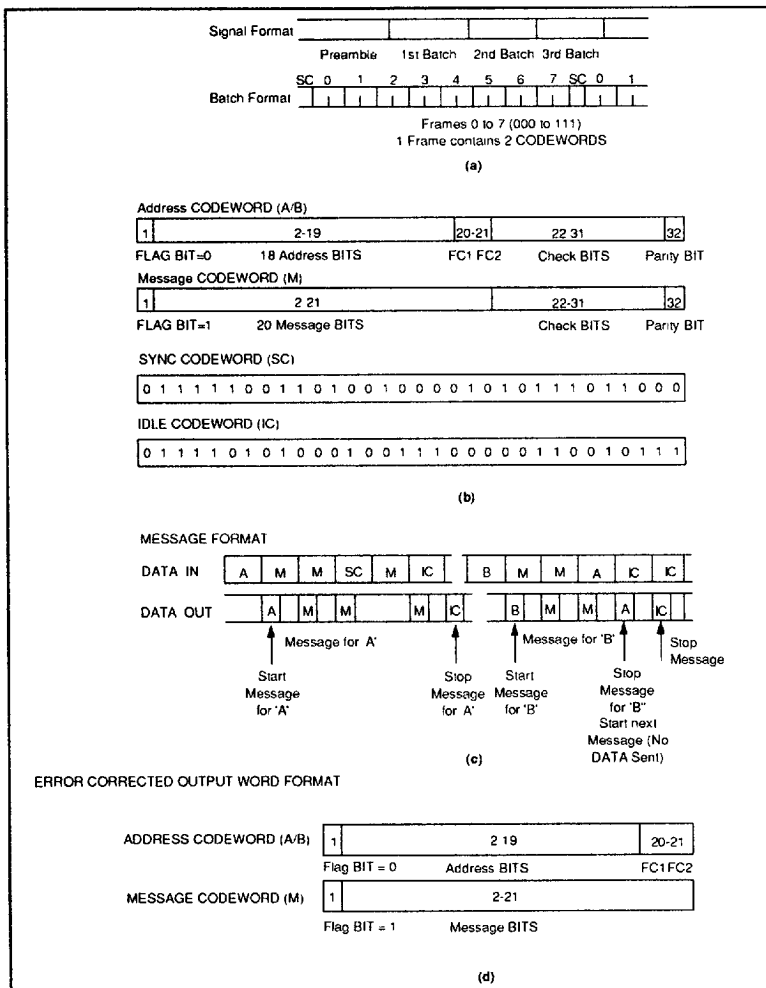 Signal Format
Preamble 1st Batch 2nd Batch 3rd Batch
SC 0 1 2 3 4 5 6 7 SC 0 1
Batch Format
Frames 0 to 7 (000 to 111)
1 Frame contains 2 CODEWORDS
(a)
Address CODEWORD (A/B)
1 2-19 20-21 22 31 32
FLAG BIT=0 18 Address BITS FC1 FC2 Check BITS Parity BIT
Message CODEWORD (M)
1 2 21 22-31 32
FLAG BIT=1 20 Message BITS Check BITS Parity BIT
SYNC CODEWORD (SC)
0 1 1 1 1 1 0 0 1 1 0 1 0 0 1 0 0 0 0 1 0 1 0 1 1 1 0 1 1 0 0 0
IDLE CODEWORD (IC)
0 1 1 1 1 0 1 0 1 0 0 0 1 0 0 1 1 1 0 0 0 0 0 1 1 0 0 1 0 1 1 1
(b)
MESSAGE FORMAT
DATA IN A M M SC M IC B M M A IC IC
DATA OUT A M M M IC B M M A IC
Message for A' Message for 'B'
Start Message for 'A'
Stop Message for A'
Start Message for 'B'
Stop Message for 'B"
Start next Message (No DATA Sent)
Stop Message
(c)
ERROR CORRECTED OUTPUT WORD FORMAT
ADDRESS CODEWORD (A/B) 1 2 19 20-21
Flag BIT = 0 Address BITS FC1FC2
MESSAGE CODEWORD (M) 1 2-21
Flag BIT = 1 Message BITS
(d)